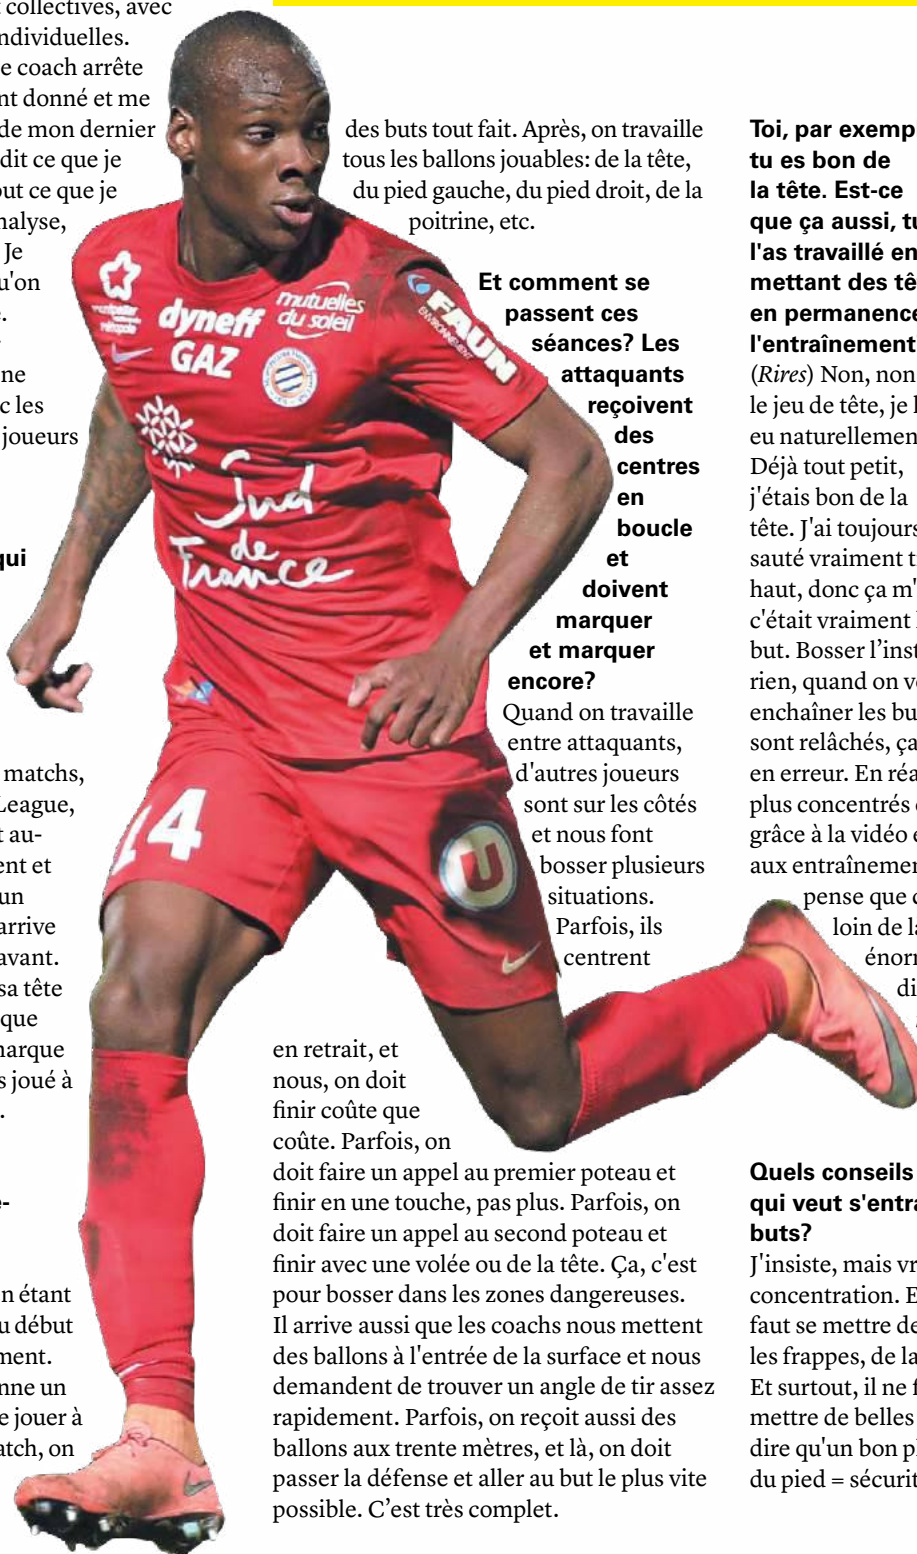 collectives, avec
ndividuelles.
e coach arrête
nt donné et me
de mon dernier
dit ce que je
out ce que je
nalyse,
Je
u'on
ne
c les
joueurs
qui
matchs,
League,
t au-
ent et
un
arrive
avant.
sa tête
que
narque
s joué à
e-
n étant
u début
ment.
nne un
e jouer à
atch, on
des buts tout fait. Après, on travaille
tous les ballons jouables: de la tête,
du pied gauche, du pied droit, de la
poitrine, etc.
Et comment se
passent ces
séances? Les
attaquants
reçoivent
des
centres
en
boucle
et
doivent
marquer
et marquer
encore?
Quand on travaille
entre attaquants,
d'autres joueurs
sont sur les côtés
et nous font
bosser plusieurs
situations.
Parfois, ils
centrent
en retrait, et
nous, on doit
finir coûte que
coûte. Parfois, on
doit faire un appel au premier poteau et
finir en une touche, pas plus. Parfois, on
doit faire un appel au second poteau et
finir avec une volée ou de la tête. Ça, c'est
pour bosser dans les zones dangereuses.
Il arrive aussi que les coachs nous mettent
des ballons à l'entrée de la surface et nous
demandent de trouver un angle de tir assez
rapidement. Parfois, on reçoit aussi des
ballons aux trente mètres, et là, on doit
passer la défense et aller au but le plus vite
possible. C’est très complet.
Toi, par exemp
tu es bon de
la tête. Est-ce
que ça aussi, tu
l'as travaillé en
mettant des tê
en permanence
l'entraînement
(Rires) Non, non
le jeu de tête, je l
eu naturellemen
Déjà tout petit,
j'étais bon de la
tête. J'ai toujours
sauté vraiment t
haut, donc ça m'
c'était vraiment
but. Bosser l’inst
rien, quand on v
enchaîner les bu
sont relâchés, ça
en erreur. En réa
plus concentrés
grâce à la vidéo e
aux entraînemen
pense que
loin de la
énorm
di
Quels conseils
qui veut s'entra
buts?
J'insiste, mais vr
concentration. E
faut se mettre de
les frappes, de la
Et surtout, il ne f
mettre de belles
dire qu'un bon pl
du pied = sécurit
montpellier
métropole
dyneff
GAZ
mutuelles
du soleil
FAUN
ENVIRONNEMENT
Sud
de
France
14
U